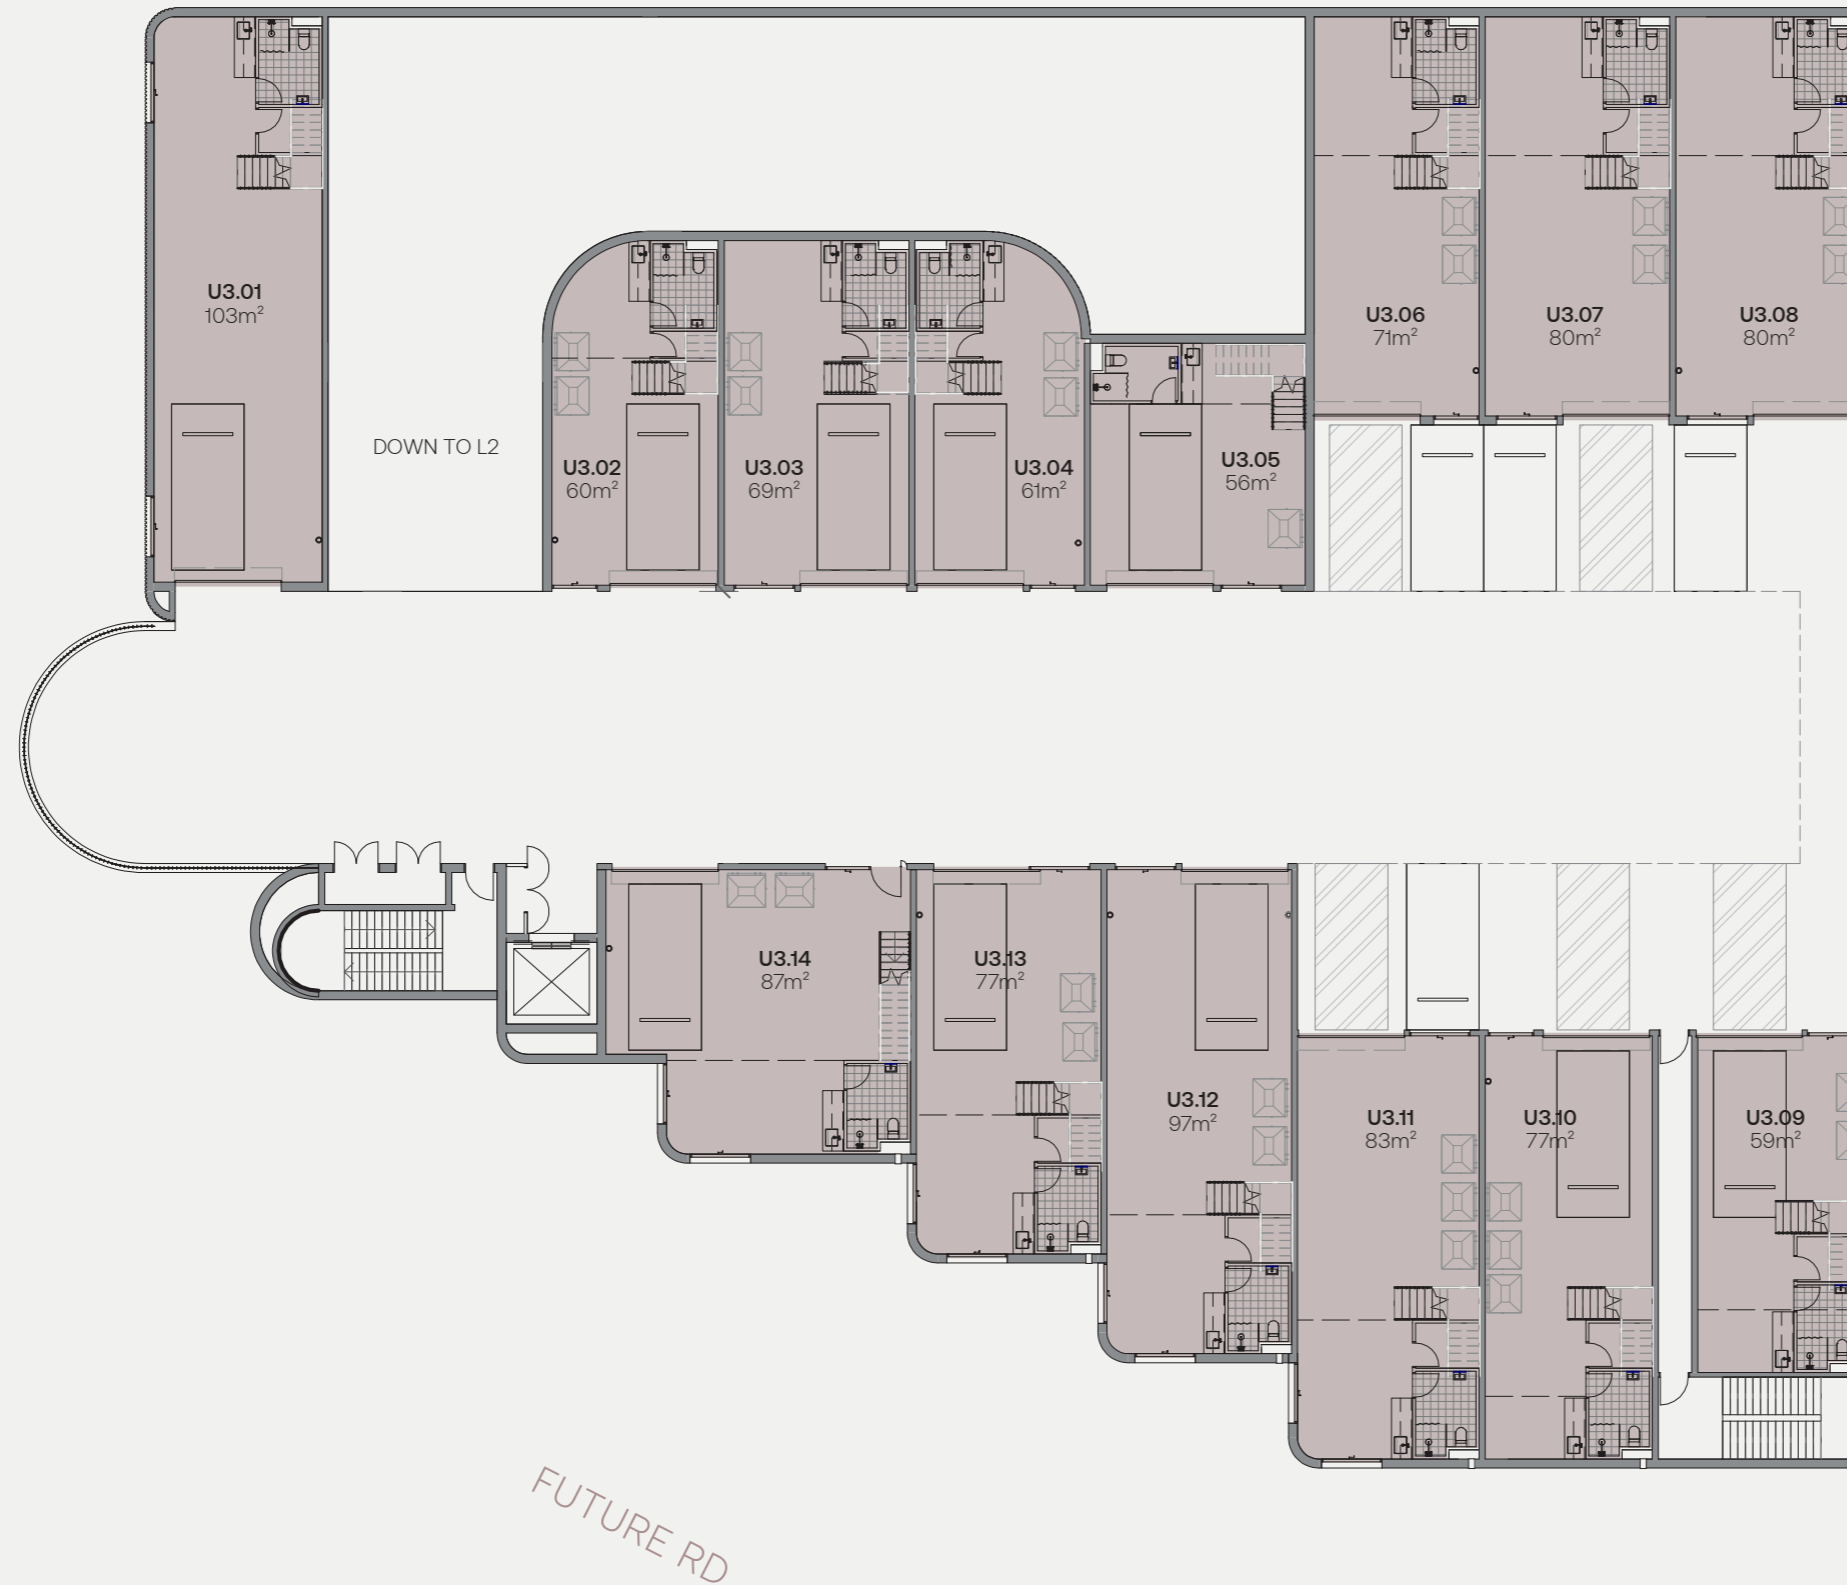 U3.01
103m²
U3.06
71m²
U3.07
80m²
U3.08
80m²
DOWN TO L2
U3.02
60m²
U3.03
69m²
U3.04
61m²
U3.05
56m²
U3.14
87m²
U3.13
77m²
U3.12
97m²
U3.11
83m²
U3.10
77m²
U3.09
59m²
FUTURE RD